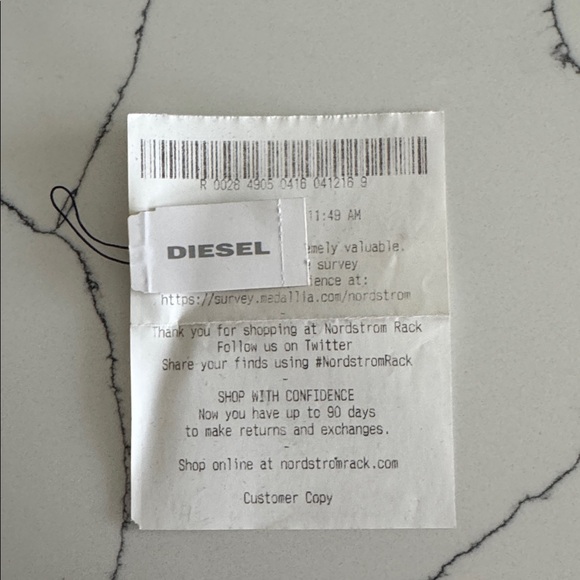 R 0028 4905 0416 041216 9
11:49 AM
DIESEL
emely valuable.
survey
ience at:
https://survey.medallia.com/nordstrom
-
Thank you for shopping at Nordstrom Rack
Follow us on Twitter
Share your finds using #NordstromRack
-
SHOP WITH CONFIDENCE
Now you have up to 90 days
to make returns and exchanges.
-
Shop online at nordstromrack.com
Customer Copy